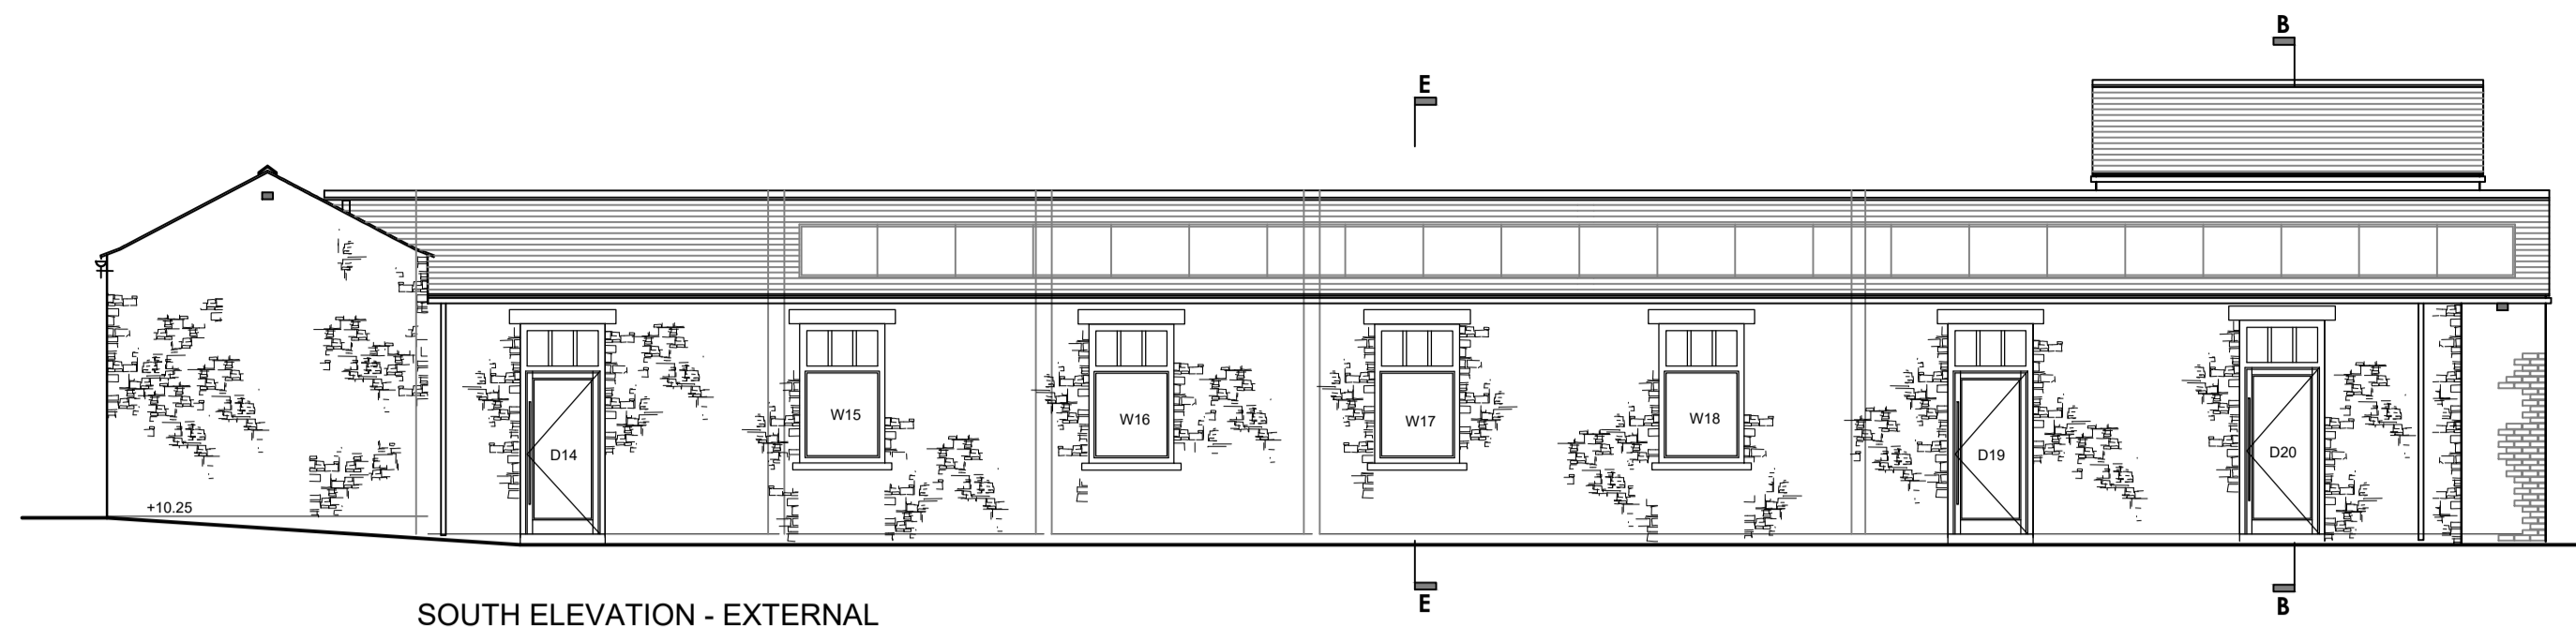 B
E
W15
W16
W17
W18
D14
D19
D20
+10.25
E
B
SOUTH ELEVATION - EXTERNAL